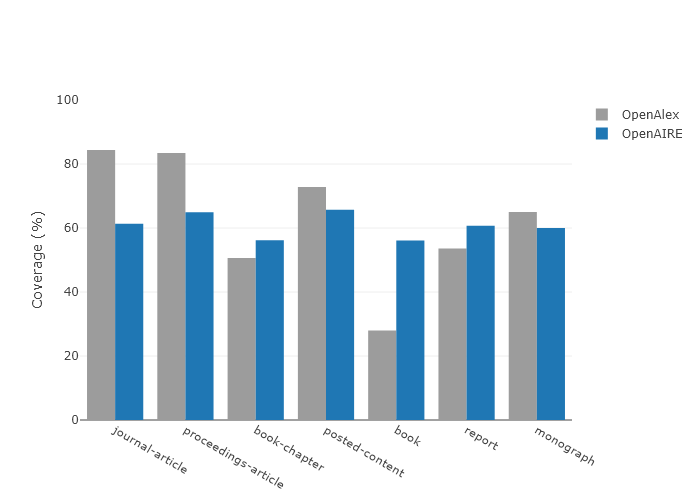 100
80
60
40
20
0
Coverage (%)
journal-article
proceedings-article
book-chapter
posted-content
book
report
monograph
OpenAlex
OpenAIRE